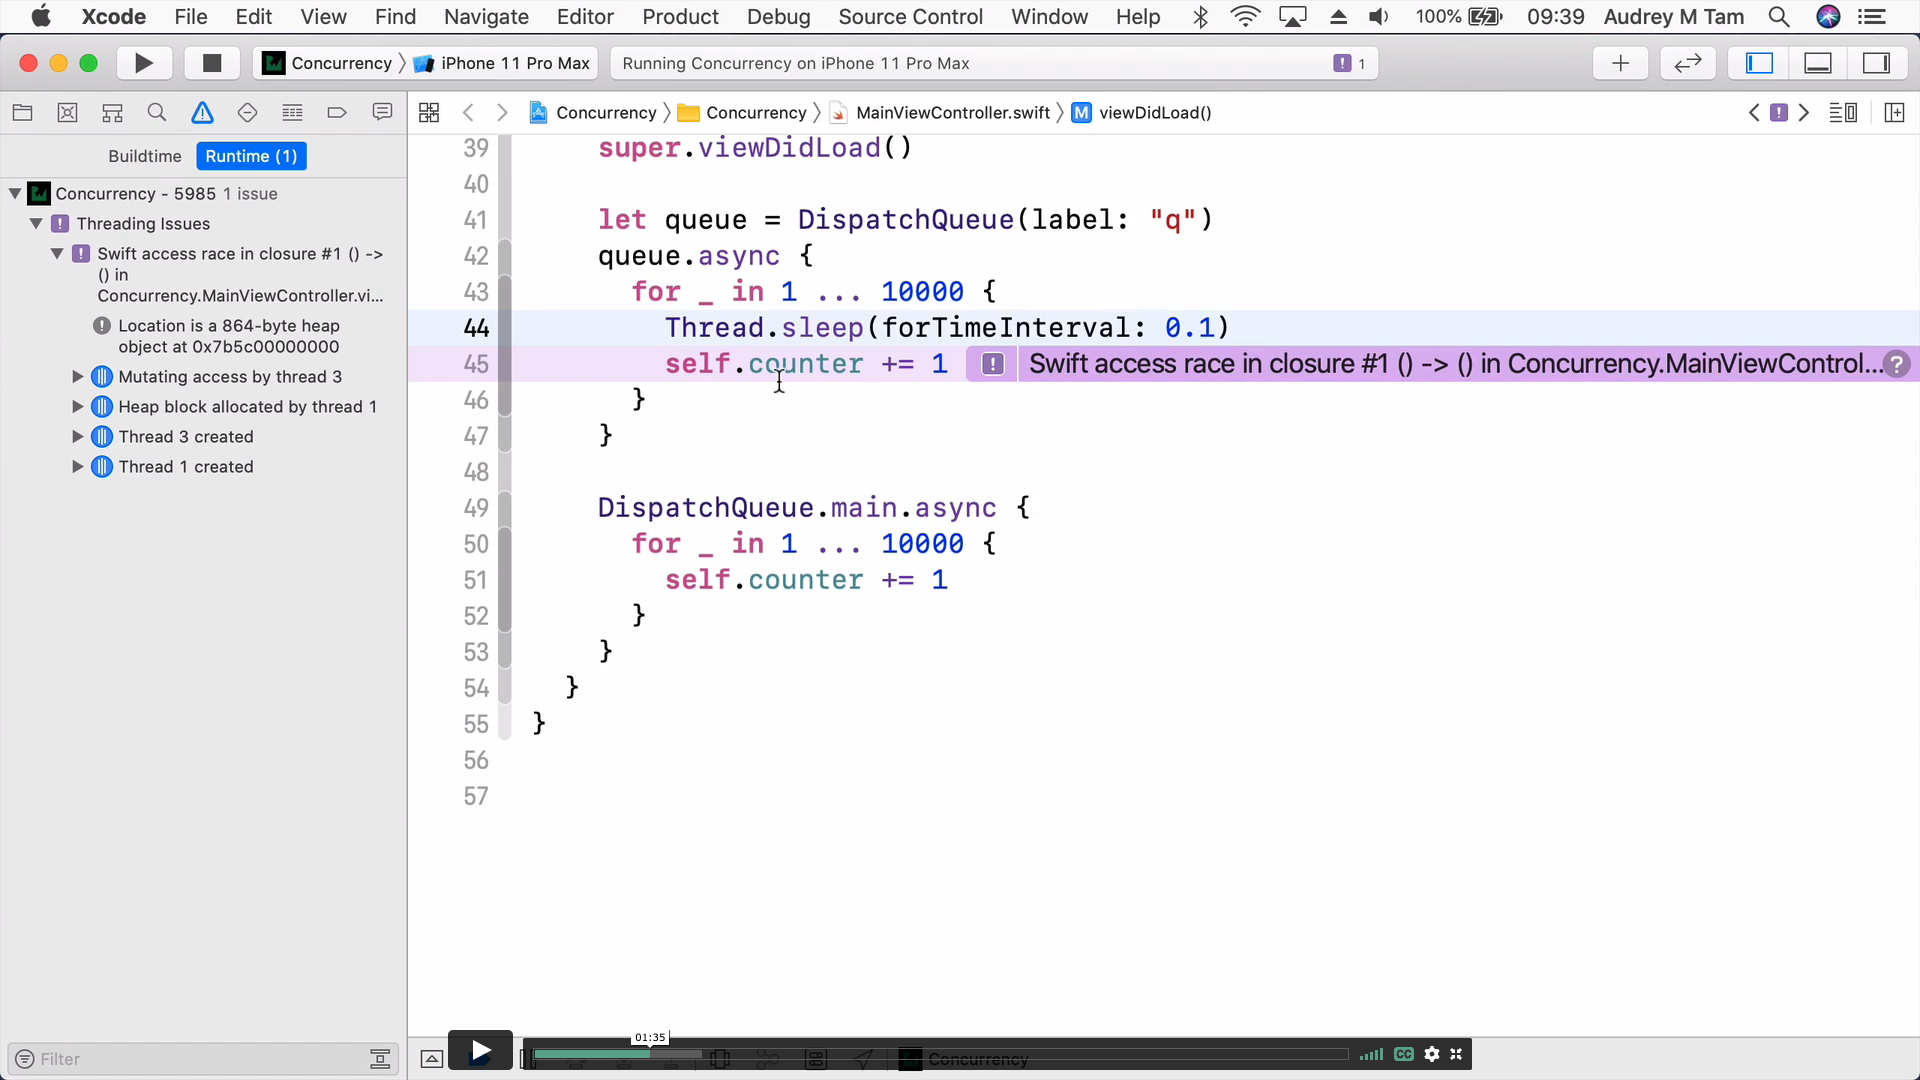 Xcode File Edit View Find Navigate Editor Product Debug Source Control Window Help 100% 09:39 Audrey M Tam
Concurrency iPhone 11 Pro Max Running Concurrency on iPhone 11 Pro Max 1
Concurrency Concurrency MainViewController.swift M viewDidLoad()
Buildtime Runtime (1)
Concurrency - 5985 1 issue
Threading Issues
Swift access race in closure #1 () ->
() in
Concurrency.MainViewController.vi...
Location is a 864-byte heap
object at 0x7b5c00000000
Mutating access by thread 3
Heap block allocated by thread 1
Thread 3 created
Thread 1 created
39 super.viewDidLoad()
40
41 let queue = DispatchQueue(label: "q")
42 queue.async {
43 for _ in 1 ... 10000 {
44 Thread.sleep(forTimeInterval: 0.1)
45 self.counter += 1 Swift access race in closure #1 () -> () in Concurrency.MainViewControl...
46 }
47 }
48
49 DispatchQueue.main.async {
50 for _ in 1 ... 10000 {
51 self.counter += 1
52 }
53 }
54 }
55 }
56
57
01:35
Filter
Concurrency
CC